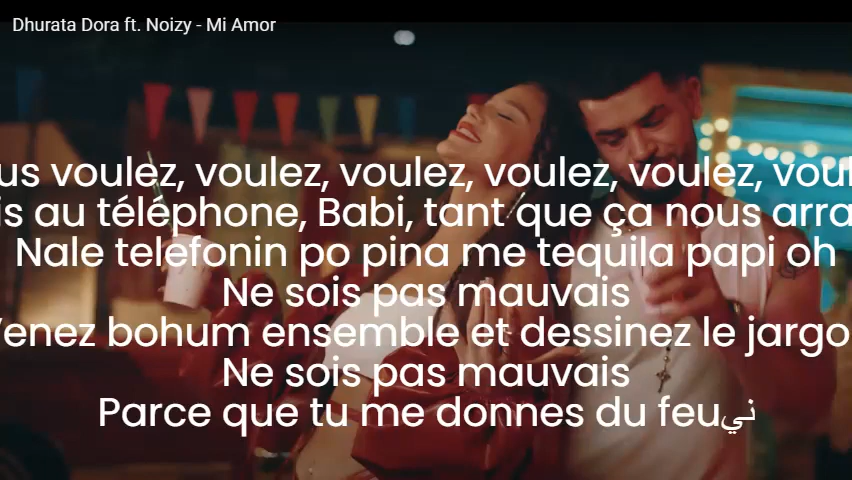 Dhurata Dora ft. Noizy - Mi Amor
us voulez, voulez, voulez, voulez, voulez, voul
is au téléphone, Babi, tant que ça nous arra
Nale telefonin po pina me tequila papi oh
Ne sois pas mauvais
Venez bohum ensemble et dessinez le jargo
Ne sois pas mauvais
Parce que tu me donnes du feuني